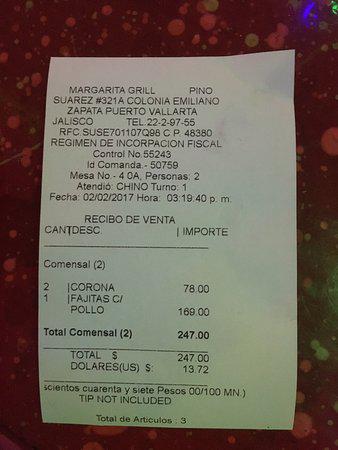 MARGARITA GRILL PINO
SUAREZ #321A COLONIA EMILIANO
ZAPATA PUERTO VALLARTA
JALISCO TEL.22-2-97-55
RFC SUSE701107Q98 C P. 48380
REGIMEN DE INCORPACION FISCAL
Control No.55243
Id Comanda.- 50759
Mesa No.- 4 0A, Personas: 2
Atendió: CHINO Turno: 1
Fecha: 02/02/2017 Hora: 03:19:40 p. m.
RECIBO DE VENTA
CANT|DESC. | IMPORTE
Comensal (2)
2 |CORONA 78.00
1 |FAJITAS C/
POLLO 169.00
Total Comensal (2) 247.00
TOTAL $ 247.00
DOLARES(US) $: 13.72
scientos cuarenta y siete Pesos 00/100 MN.)
TIP NOT INCLUDED
Total de Articulos : 3